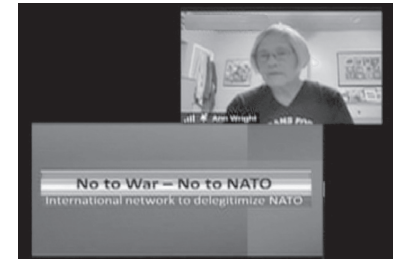 Ann Wright
No to War – No to NATO
International network to delegitimize NATO